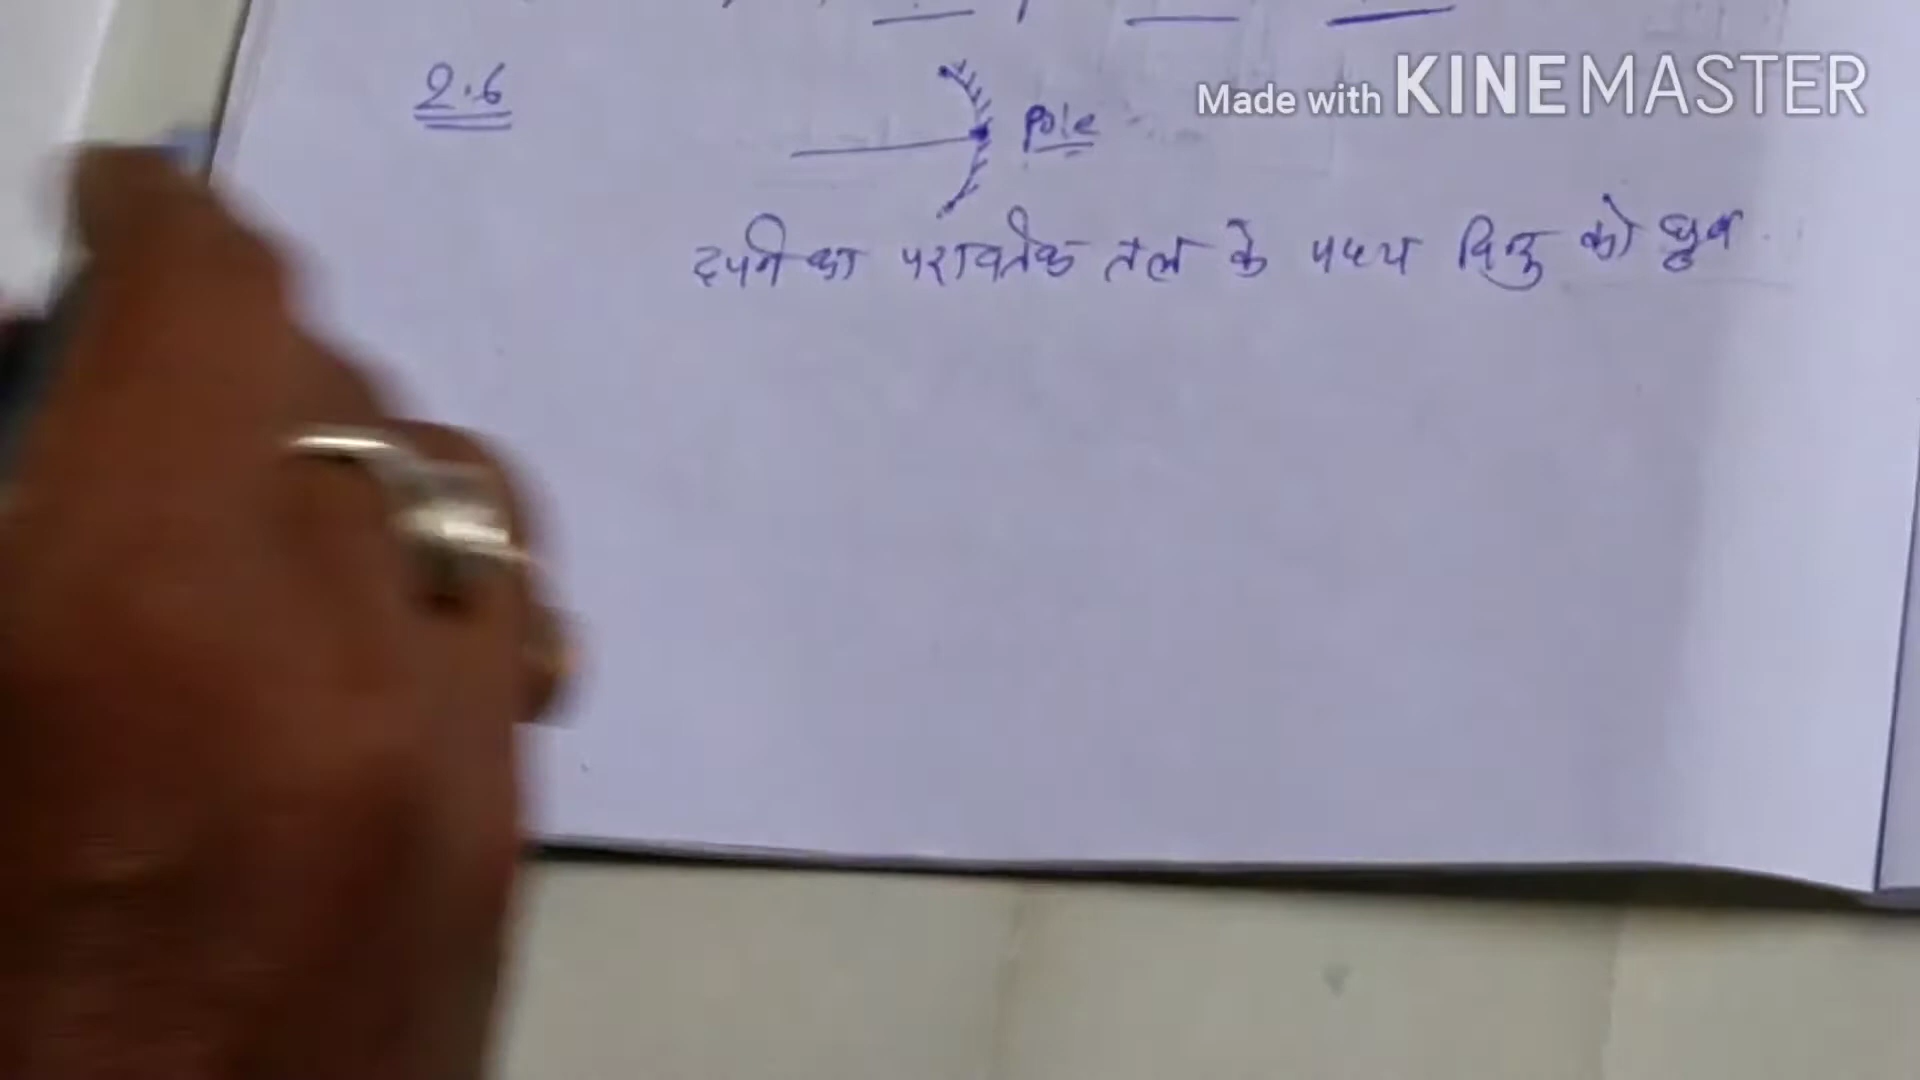 Made with KINEMASTER
2.6
Pole
दर्पण का परावर्तक तल के मध्य बिन्दु को ध्रुव